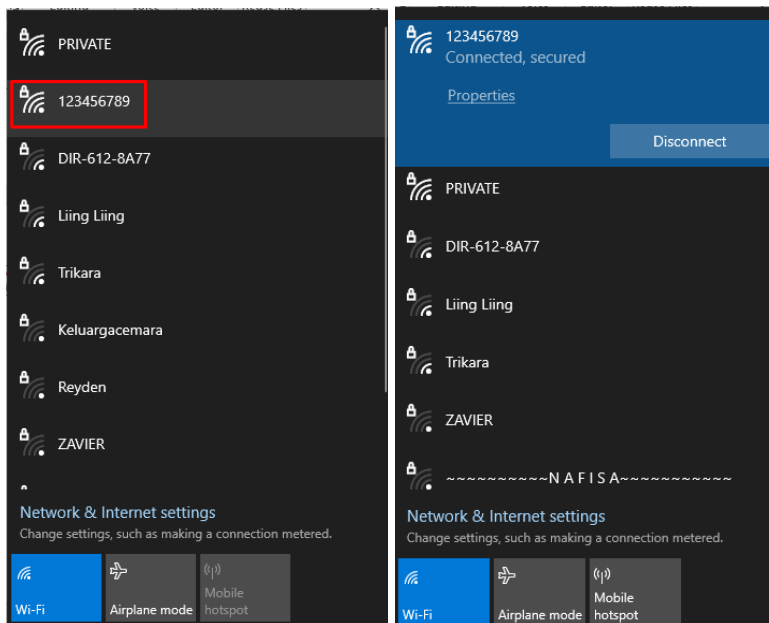 PRIVATE
123456789
DIR-612-8A77
Liing Liing
Trikara
Keluargacemara
Reyden
ZAVIER
Network & Internet settings
Change settings, such as making a connection metered.
Wi-Fi
Airplane mode
Mobile
hotspot
123456789
Connected, secured
Properties
Disconnect
PRIVATE
DIR-612-8A77
Liing Liing
Trikara
ZAVIER
~~~~~~~~~~N A F I S A~~~~~~~~~~~
Network & Internet settings
Change settings, such as making a connection metered.
Wi-Fi
Airplane mode
Mobile
hotspot